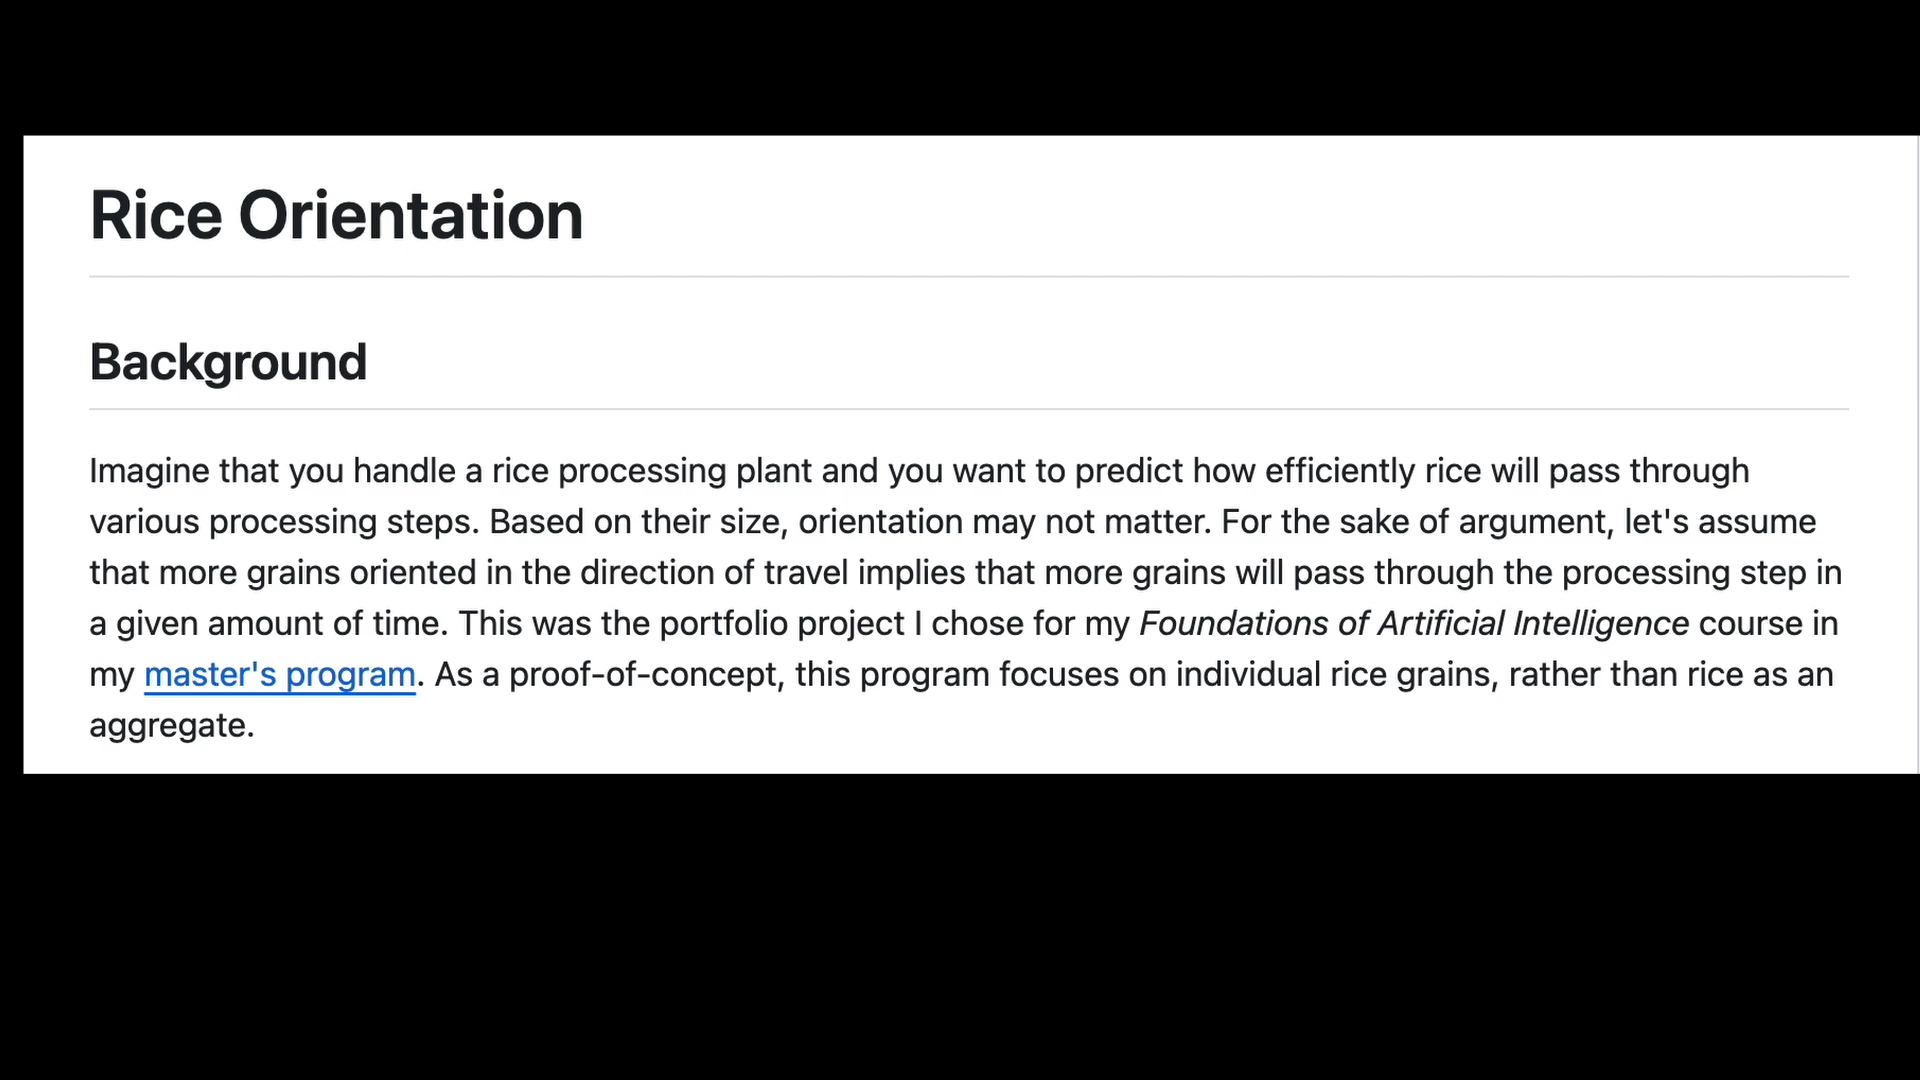 Rice Orientation
Background
Imagine that you handle a rice processing plant and you want to predict how efficiently rice will pass through
various processing steps. Based on their size, orientation may not matter. For the sake of argument, let's assume
that more grains oriented in the direction of travel implies that more grains will pass through the processing step in
a given amount of time. This was the portfolio project I chose for my Foundations of Artificial Intelligence course in
my master's program. As a proof-of-concept, this program focuses on individual rice grains, rather than rice as an
aggregate.